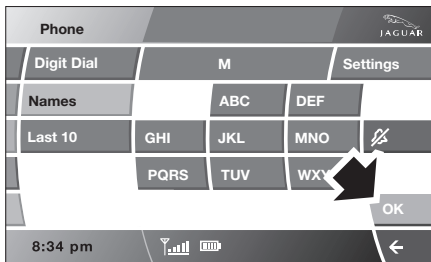 Phone
JAGUAR
Digit Dial M Settings
Names ABC DEF
Last 10 GHI JKL MNO
PQRS TUV
OK
8:34 pm